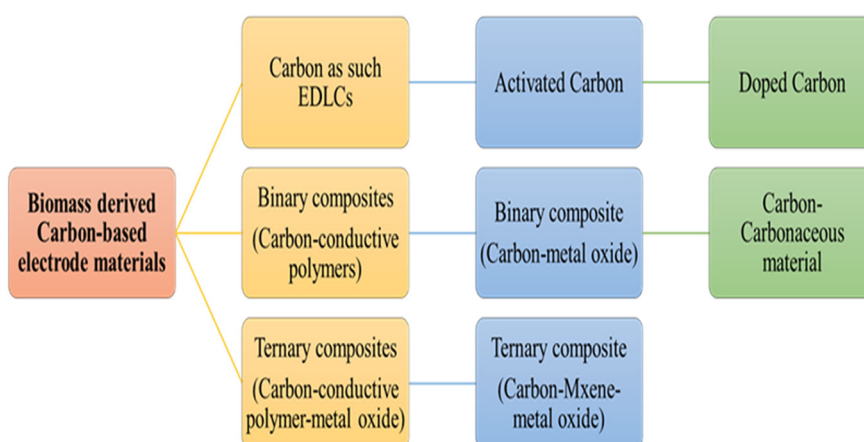 Carbon as such
EDLCs
Activated Carbon
Doped Carbon
Biomass derived
Carbon-based
electrode materials
Binary composites
(Carbon-conductive
polymers)
Binary composite
(Carbon-metal oxide)
Carbon-
Carbonaceous
material
Ternary composites
(Carbon-conductive
polymer-metal oxide)
Ternary composite
(Carbon-Mxene-
metal oxide)